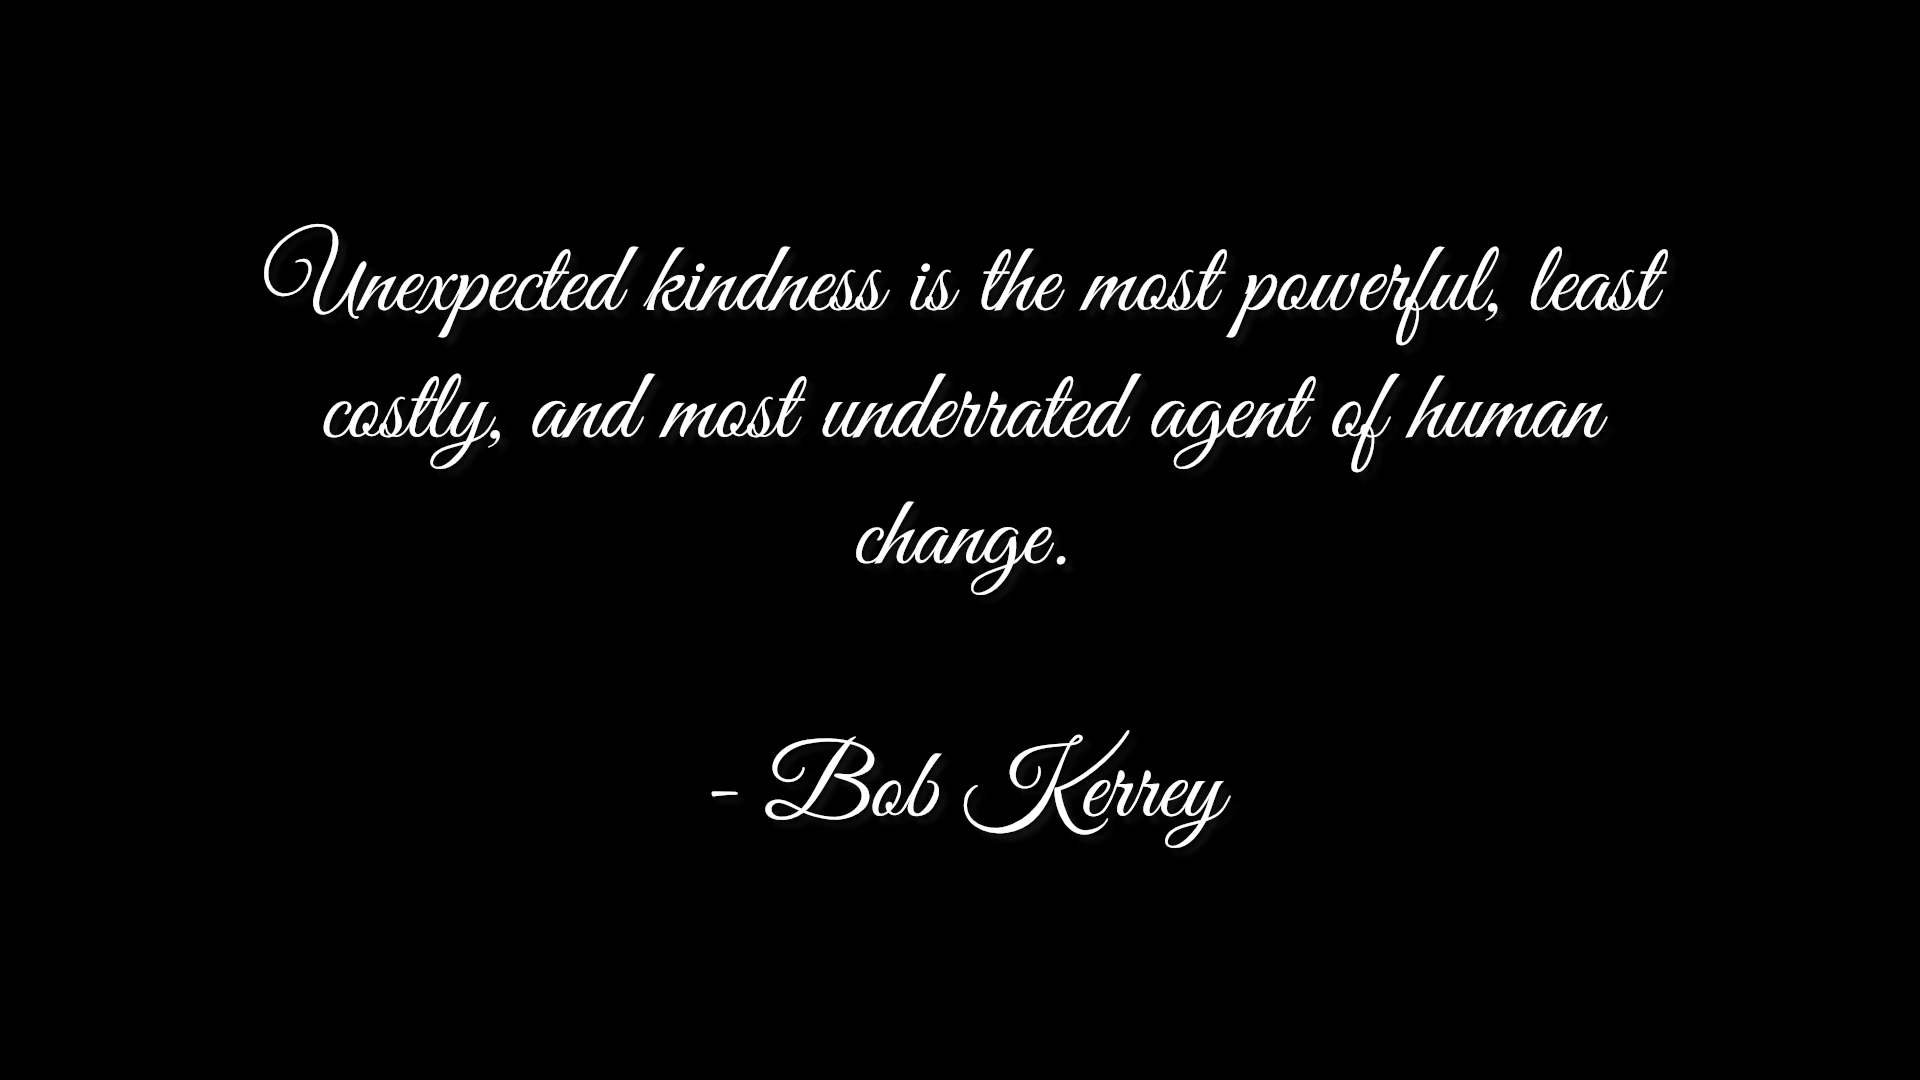 Unexpected kindness is the most powerful, least
costly, and most underrated agent of human
change.
- Bob Kerrey